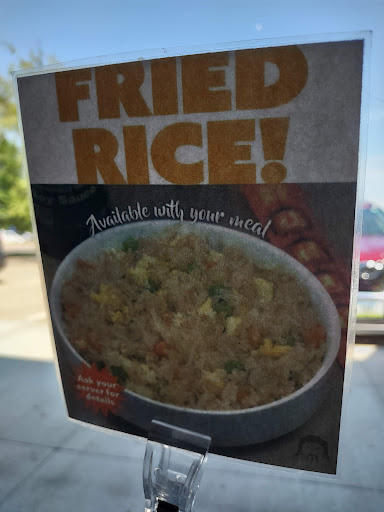 FRIED
RICE!
Available with your meal
Ask your
server for
details